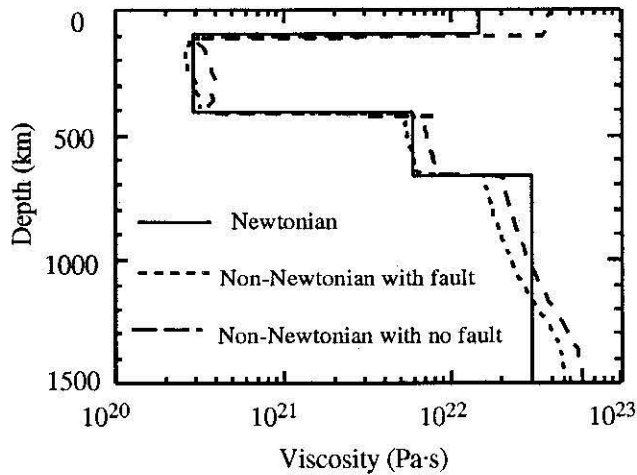 0
500
1000
1500
Depth (km)
Newtonian
Non-Newtonian with fault
Non-Newtonian with no fault
10^20 10^21 10^22 10^23
Viscosity (Pa·s)